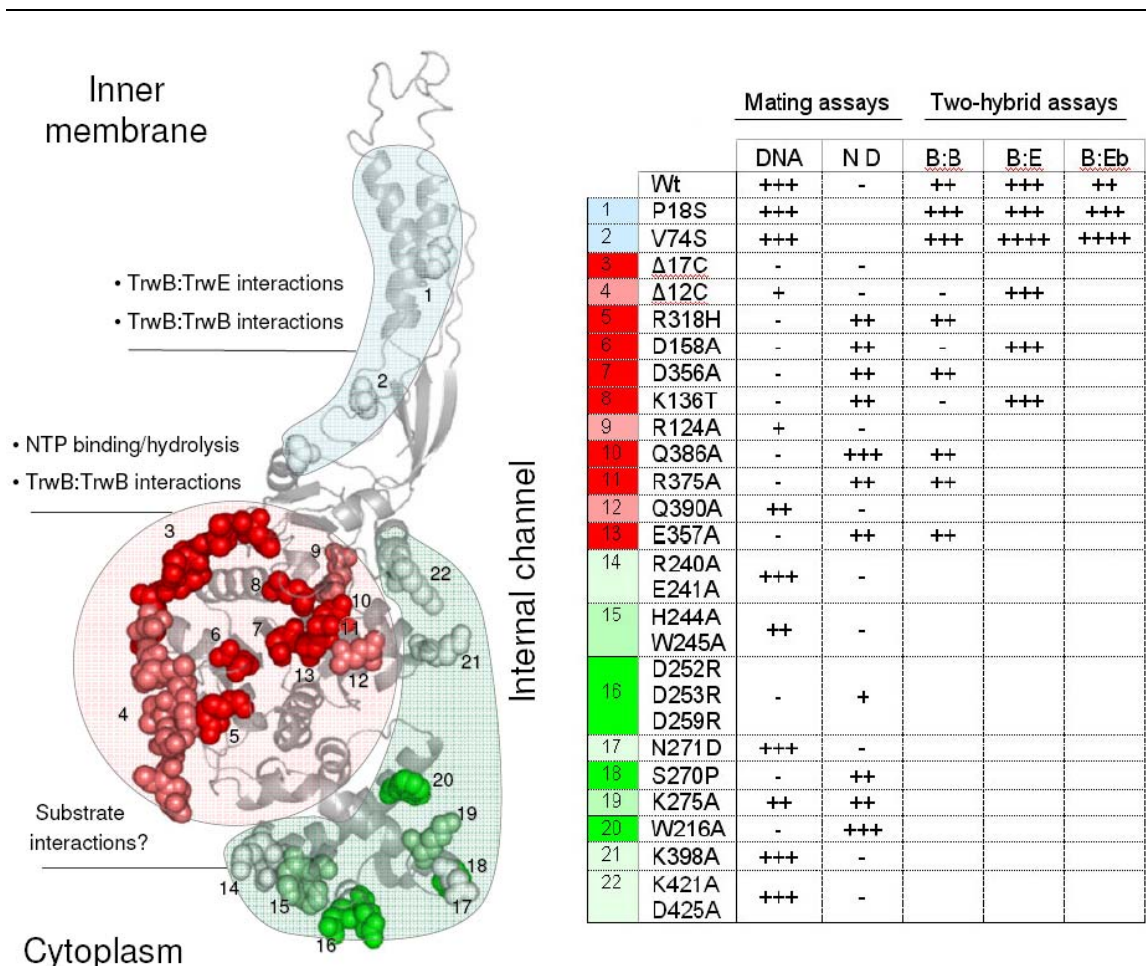 Inner
membrane
1
• TrwB:TrwE interactions
• TrwB:TrwB interactions
2
• NTP binding/hydrolysis
• TrwB:TrwB interactions
3
9
8
22
10
6
7
11
21
13
12
4
5
Internal channel
20
Substrate
interactions?
19
18
14
15
17
16
Cytoplasm
Mating assays Two-hybrid assays
DNA N D B:B B:E B:Eb
Wt +++ - ++ +++ ++
1 P18S +++ +++ +++ +++
2 V74S +++ +++ ++++ ++++
3 Δ17C - -
4 Δ12C + - - +++
5 R318H - ++ ++
6 D158A - ++ - +++
7 D356A - ++ ++
8 K136T - ++ - +++
9 R124A + -
10 Q386A - +++ ++
11 R375A - ++ ++
12 Q390A ++ -
13 E357A - ++ ++
14 R240A
E241A +++ -
15 H244A
W245A ++ -
D252R
16 D253R - +
D259R
17 N271D +++ -
18 S270P - ++
19 K275A ++ ++
20 W216A - +++
21 K398A +++ -
22 K421A
D425A +++ -